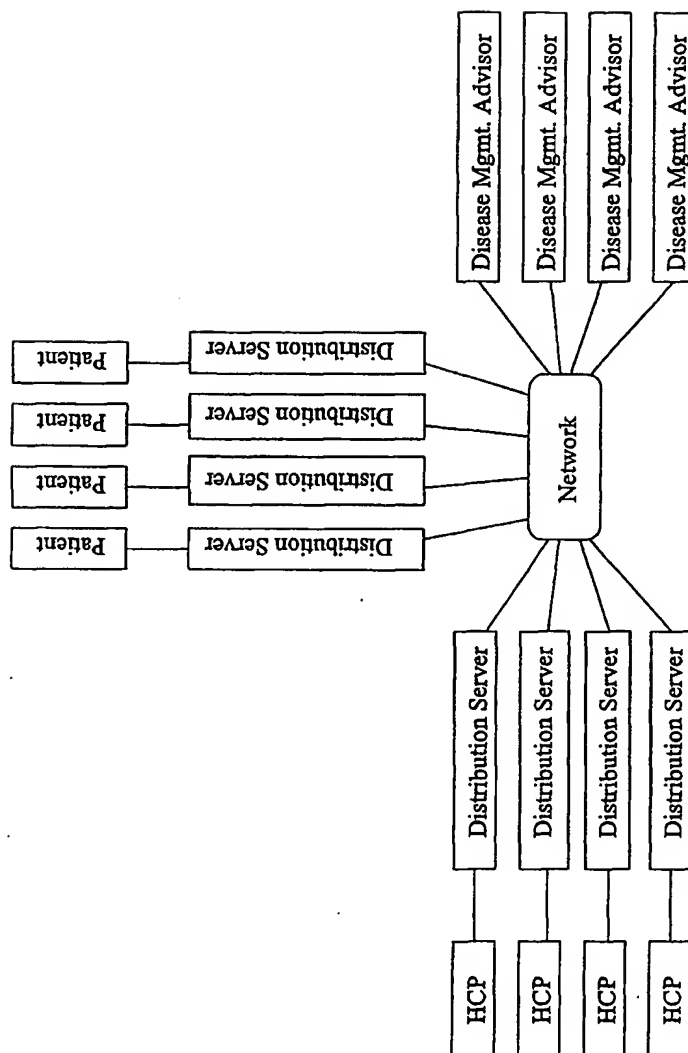 Patient
Patient
Patient
Patient
Distribution Server
Distribution Server
Distribution Server
Distribution Server
Disease Mgmt. Advisor
Disease Mgmt. Advisor
Disease Mgmt. Advisor
Disease Mgmt. Advisor
Network
Distribution Server
Distribution Server
Distribution Server
Distribution Server
HCP
HCP
HCP
HCP